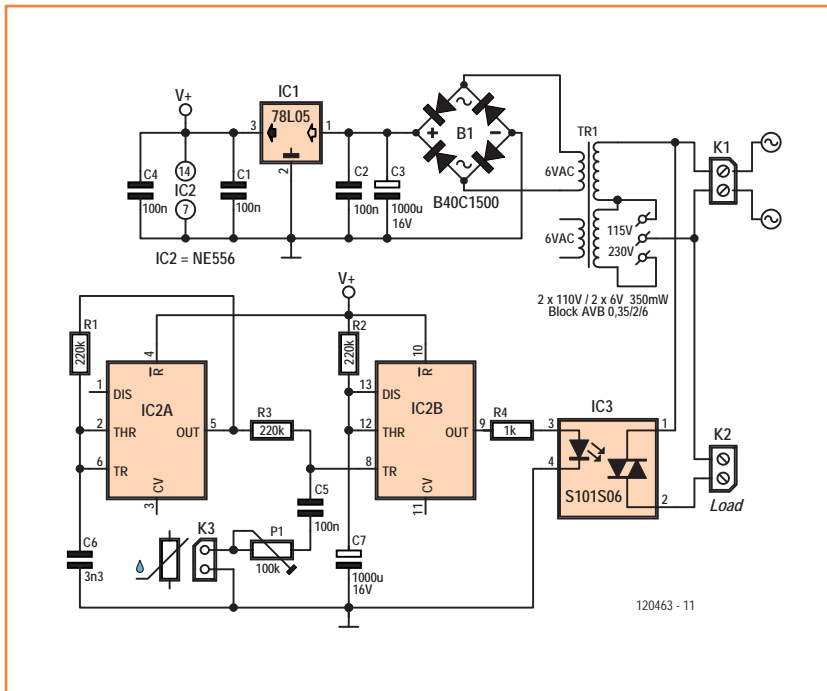 V+
IC1
78L05
3
1
2
C4
100n
14
IC2
7
C1
100n
C2
100n
C3
1000u
16V
IC2 = NE556
B1
B40C1500
TR1
6VAC
6VAC
115V
230V
2 x 110V / 2 x 6V 350mW
Block AVB 0,35/2/6
K1
V+
R1
220k
4
R
1
DIS
2
THR
6
TR
IC2A
OUT
5
CV
3
R3
220k
R2
220k
10
R
13
DIS
12
THR
8
TR
IC2B
OUT
9
CV
11
R4
1k
IC3
3
4
1
2
S101S06
K2
Load
C5
100n
C6
3n3
K3
P1
100k
C7
1000u
16V
120463 - 11